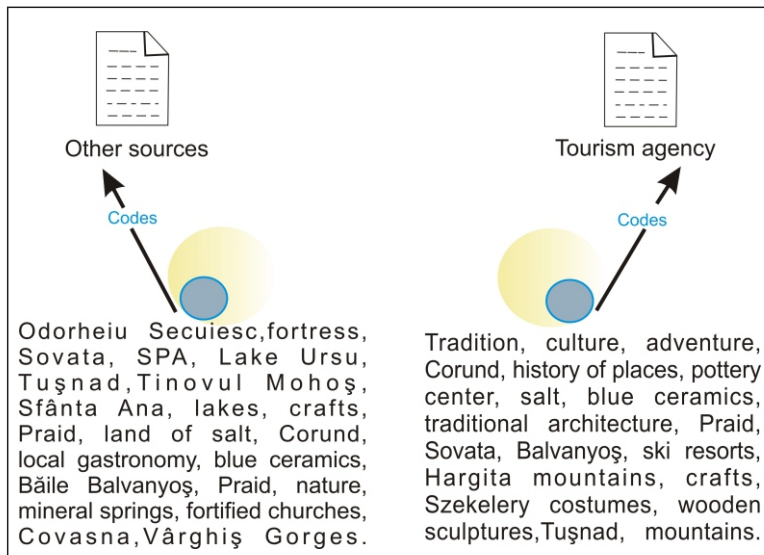 Other sources
Codes
Odorheiu Secuiesc,fortress,
Sovata, SPA, Lake Ursu,
Tuşnad,Tinovul Mohoş,
Sfânta Ana, lakes, crafts,
Praid, land of salt, Corund,
local gastronomy, blue ceramics,
Băile Balvanyoş, Praid, nature,
mineral springs, fortified churches,
Covasna,Vârghiş Gorges.
Tourism agency
Codes
Tradition, culture, adventure,
Corund, history of places, pottery
center, salt, blue ceramics,
traditional architecture, Praid,
Sovata, Balvanyoş, ski resorts,
Hargita mountains, crafts,
Szekelery costumes, wooden
sculptures,Tuşnad, mountains.